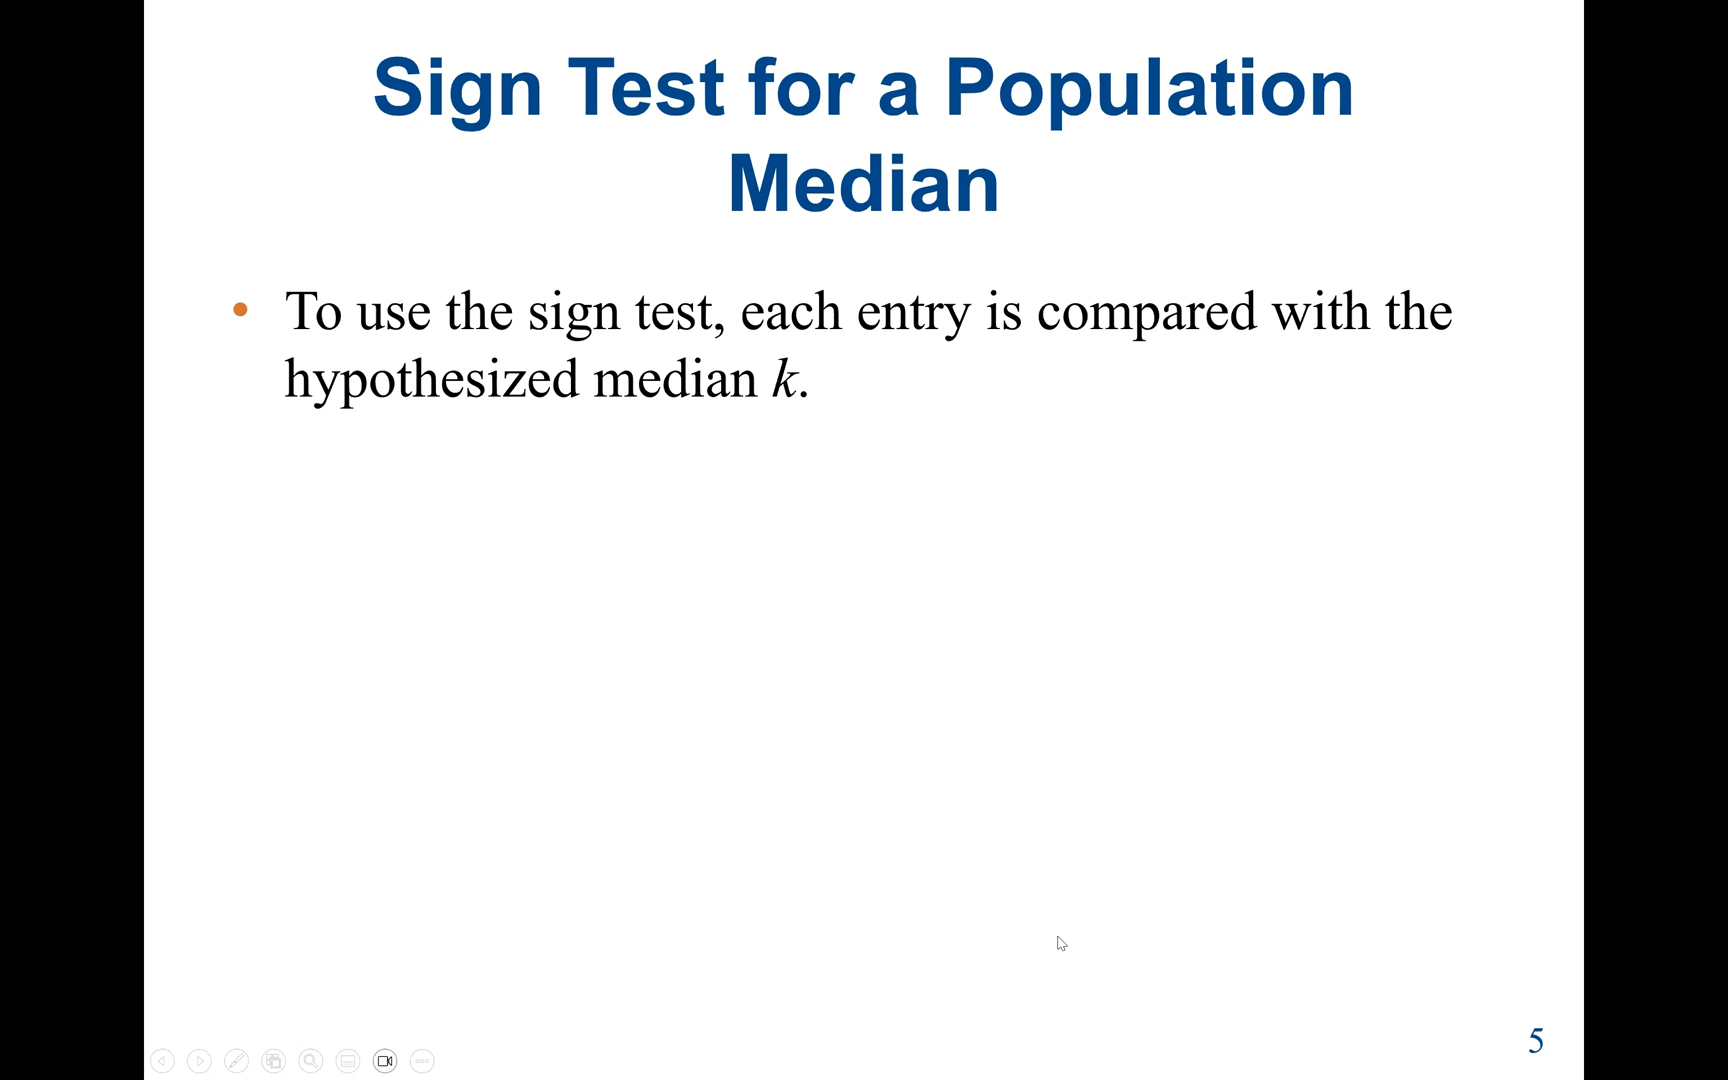 Sign Test for a Population
Median
• To use the sign test, each entry is compared with the
hypothesized median k.
5